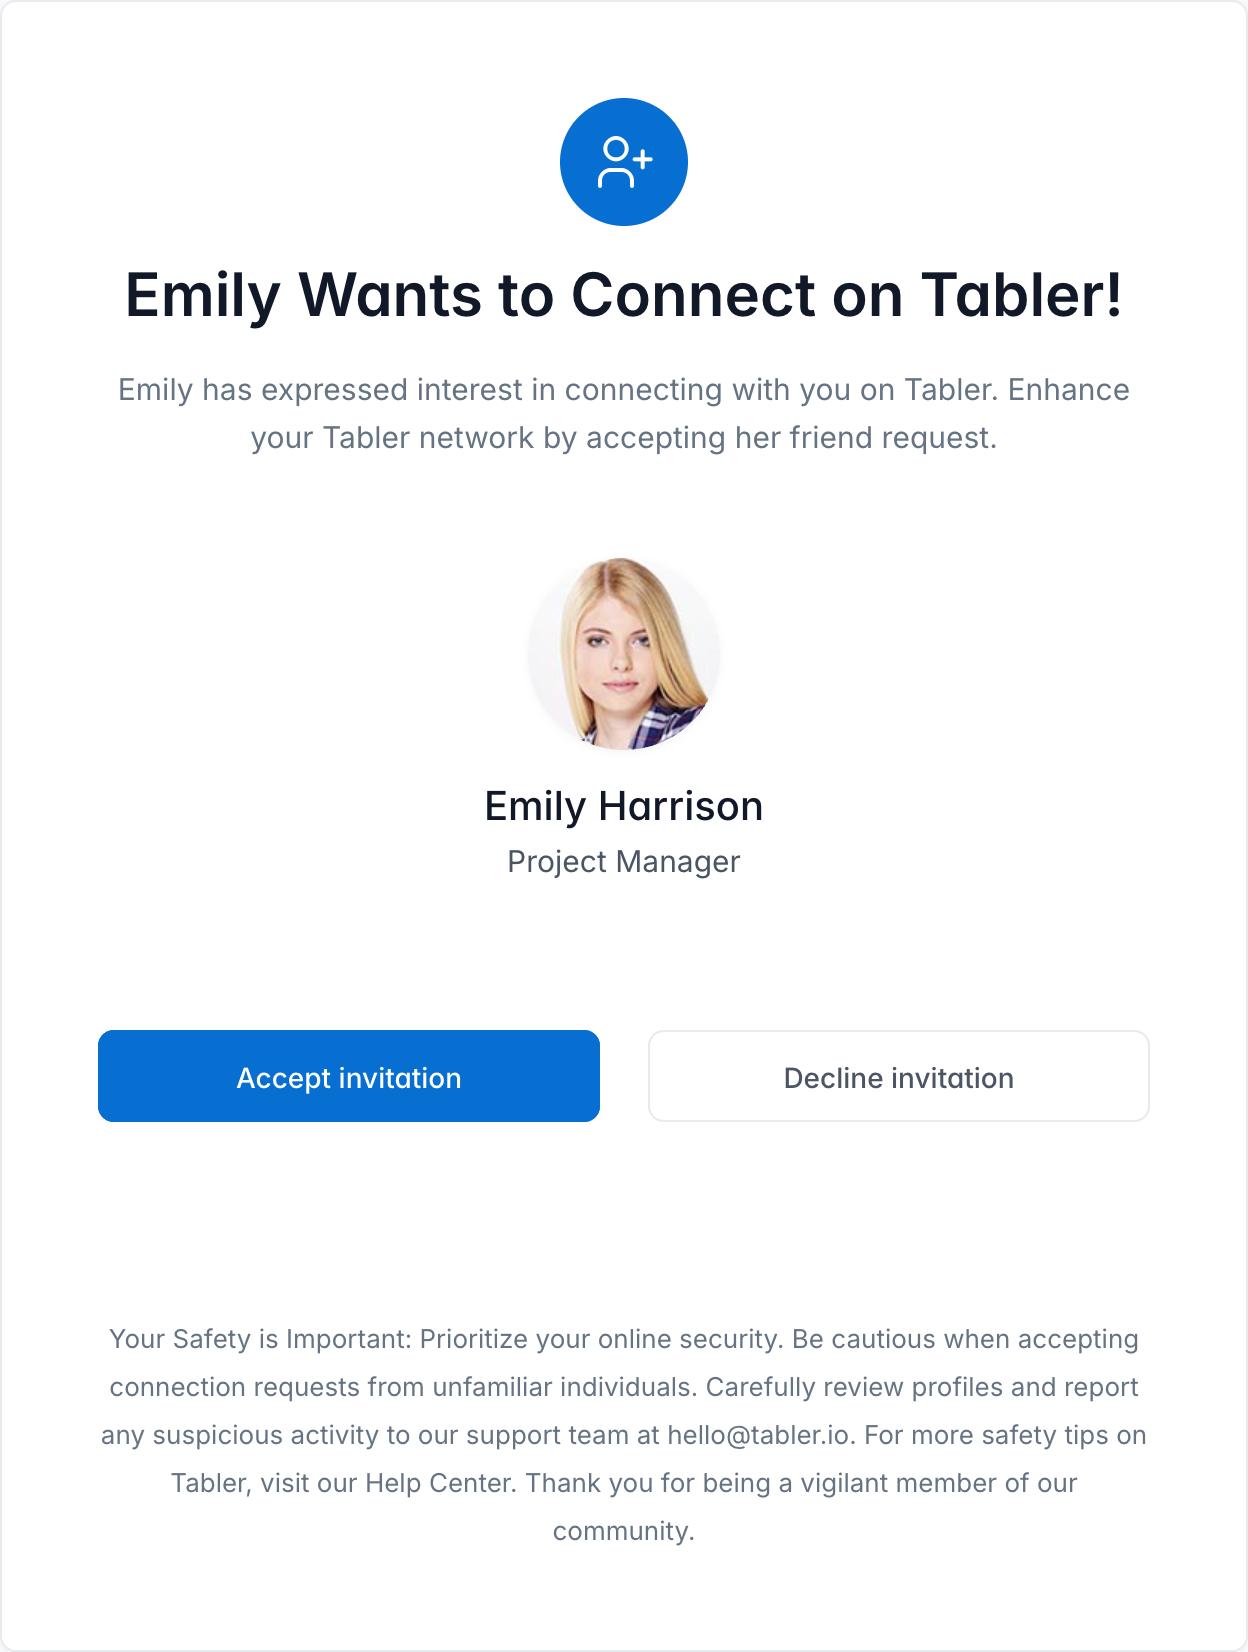 Emily Wants to Connect on Tabler!
Emily has expressed interest in connecting with you on Tabler. Enhance
your Tabler network by accepting her friend request.
Emily Harrison
Project Manager
Accept invitation
Decline invitation
Your Safety is Important: Prioritize your online security. Be cautious when accepting
connection requests from unfamiliar individuals. Carefully review profiles and report
any suspicious activity to our support team at hello@tabler.io. For more safety tips on
Tabler, visit our Help Center. Thank you for being a vigilant member of our
community.